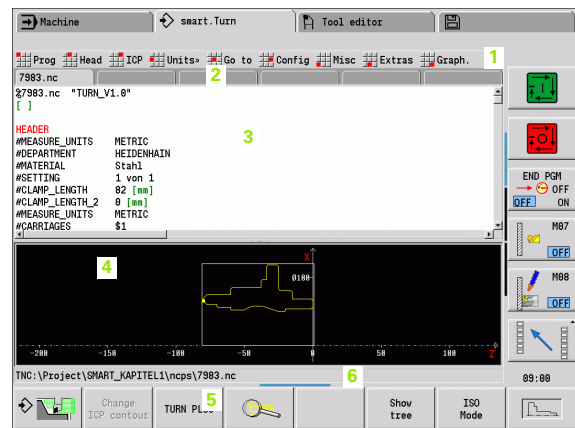 Machine smart.Turn Tool editor
Prog Head ICP Units» Go to Config Misc Extras Graph. 1
7983.nc 2
%7983.nc "TURN_V1.0"
[ ]
HEADER 3
#MEASURE_UNITS METRIC
#DEPARTMENT HEIDENHAIN
#MATERIAL Stahl
#SETTING 1 von 1
#CLAMP_LENGTH 82 [mm]
#CLAMP_LENGTH_2 0 [mm]
#MEASURE_UNITS METRIC
#CARRIAGES $1
END PGM
OFF
OFF ON
M07
OFF
M08
OFF
4
X
Ø100
-200 -150 -100 -50 0 50 100 Z
TNC:\Project\SMART_KAPITEL1\ncps\7983.nc 6
09:00
Change ICP contour
TURN PL 5
Show tree
ISO Mode